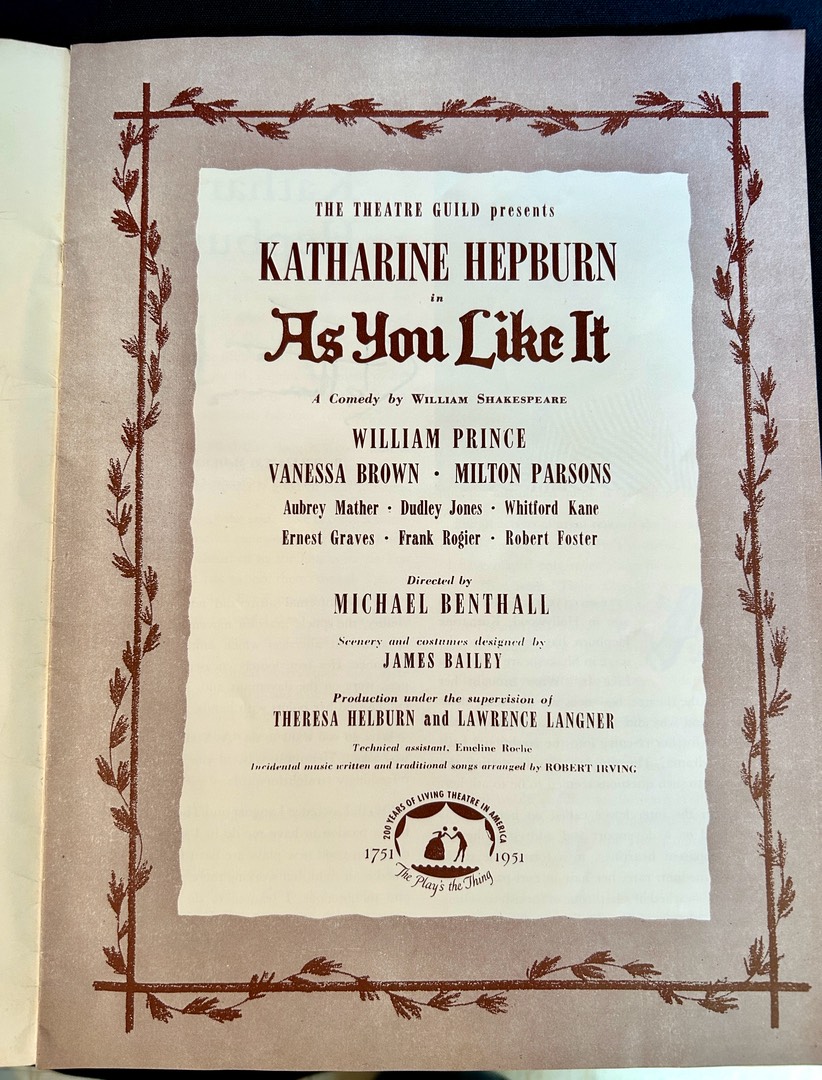 THE THEATRE GUILD presents
KATHARINE HEPBURN
in
As You Like It
A Comedy by WILLIAM SHAKESPEARE
WILLIAM PRINCE
VANESSA BROWN · MILTON PARSONS
Aubrey Mather · Dudley Jones · Whitford Kane
Ernest Graves · Frank Rogier · Robert Foster
Directed by
MICHAEL BENTHALL
Scenery and costumes designed by
JAMES BAILEY
Production under the supervision of
THERESA HELBURN and LAWRENCE LANGNER
Technical assistant, Emeline Roche
Incidental music written and traditional songs arranged by ROBERT IRVING
200 YEARS OF LIVING THEATRE IN AMERICA
1751 1951
The Play's the Thing